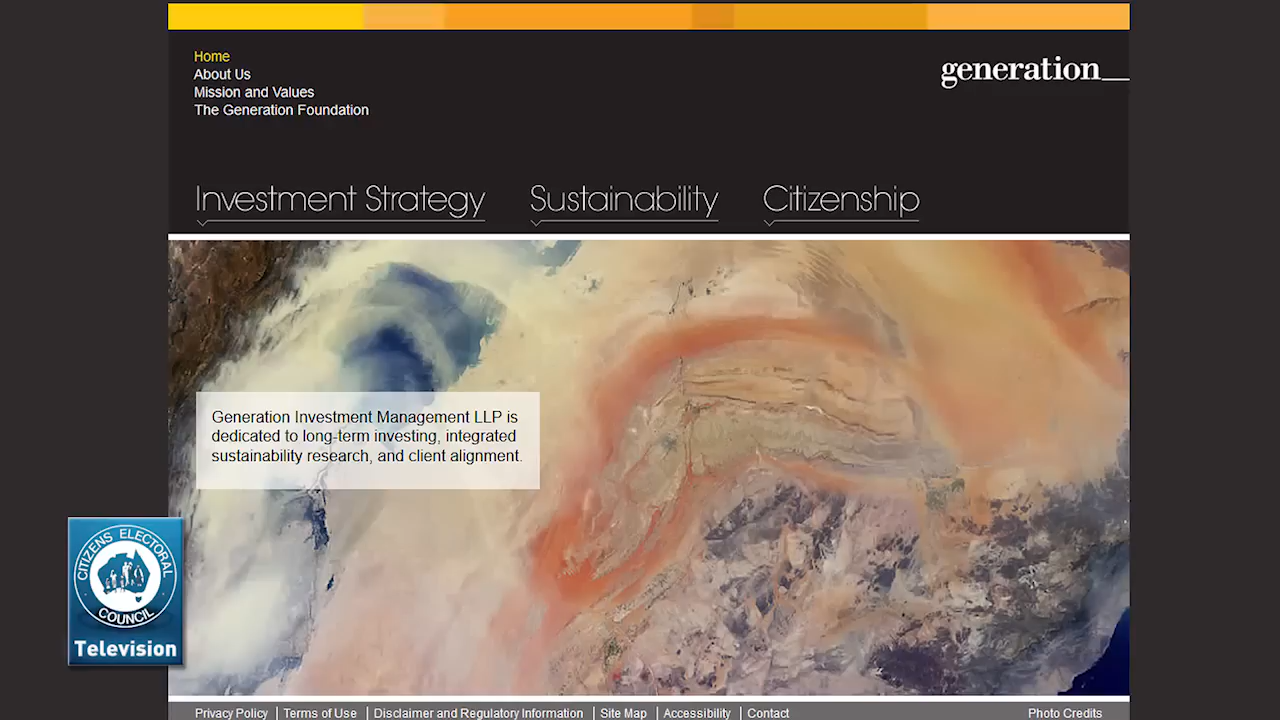 Home
About Us
Mission and Values
The Generation Foundation
generation__
Investment Strategy
Sustainability
Citizenship
Generation Investment Management LLP is
dedicated to long-term investing, integrated
sustainability research, and client alignment.
CITIZENS ELECTORAL
COUNCIL
Television
Privacy Policy | Terms of Use | Disclaimer and Regulatory Information | Site Map | Accessibility | Contact
Photo Credits